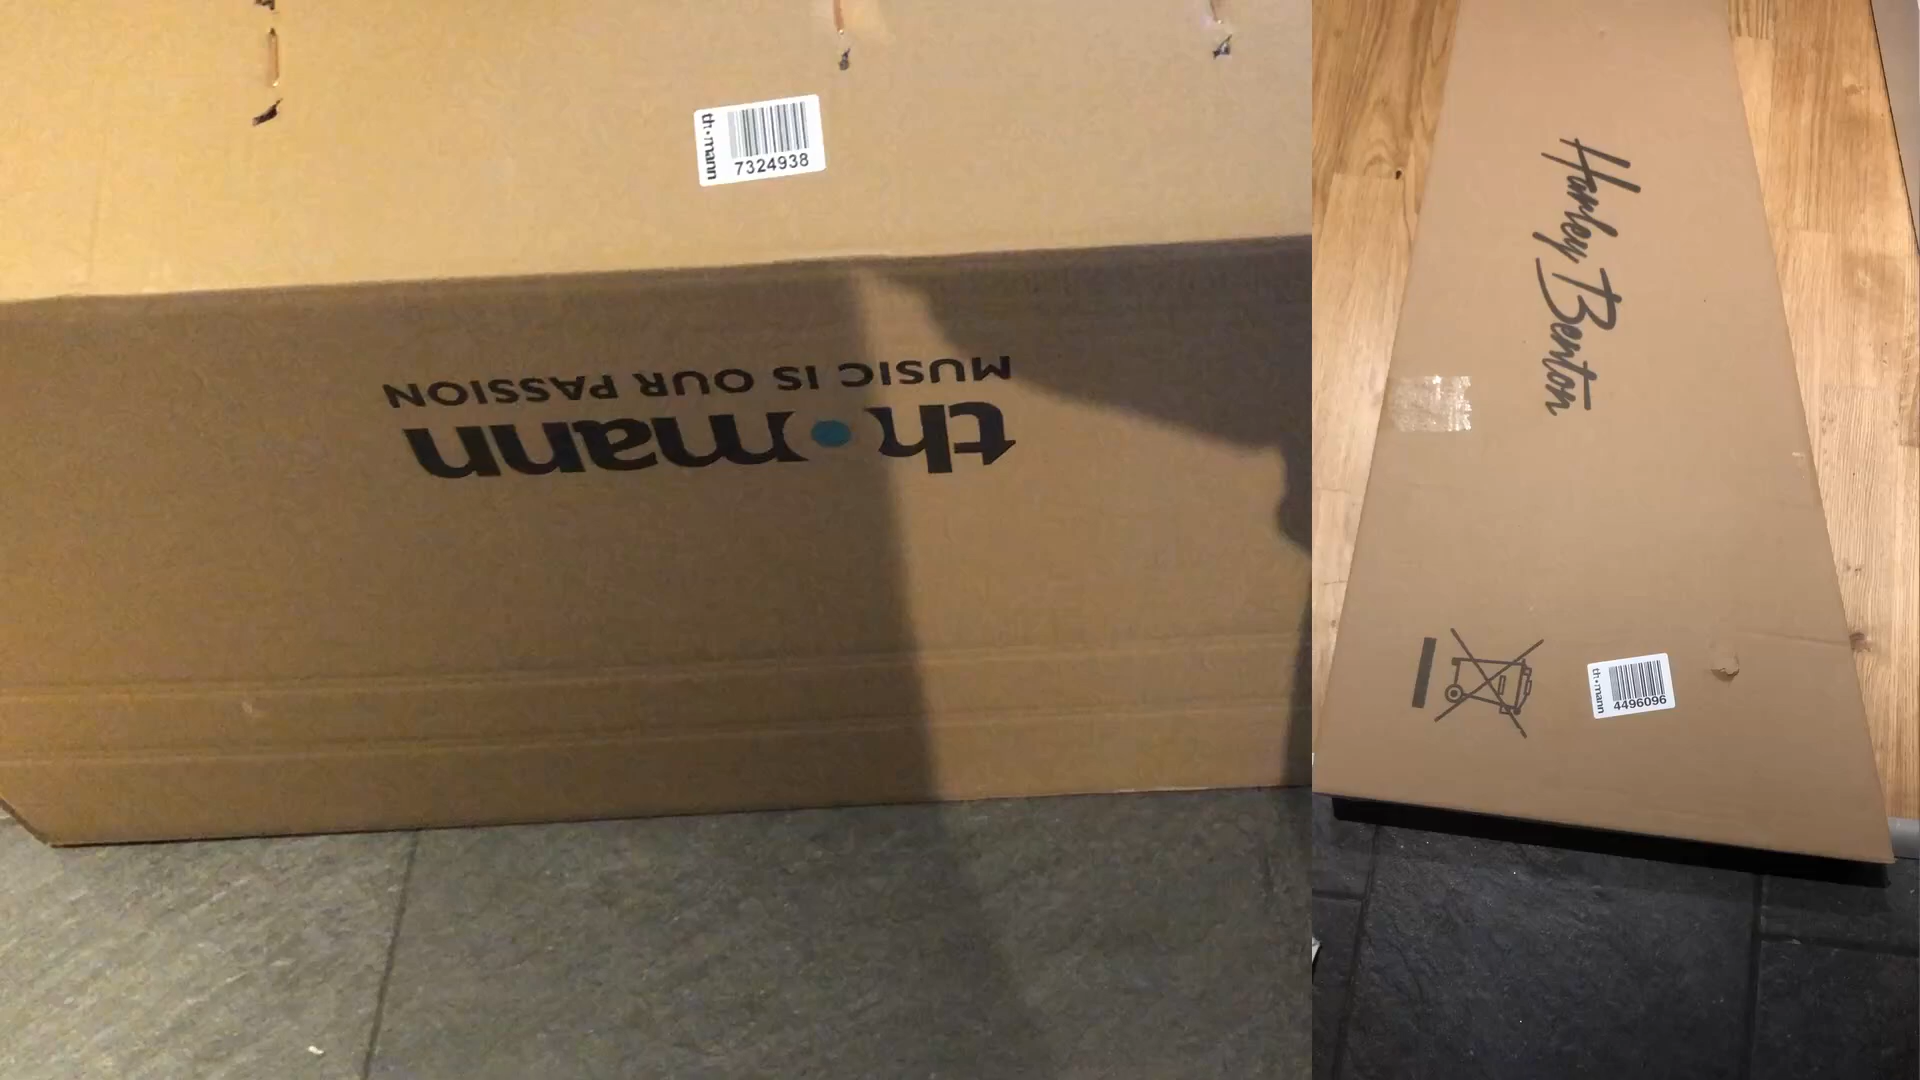 th•mann
7324938
th•mann
MUSIC IS OUR PASSION
Harley Benton
th•mann
4496096